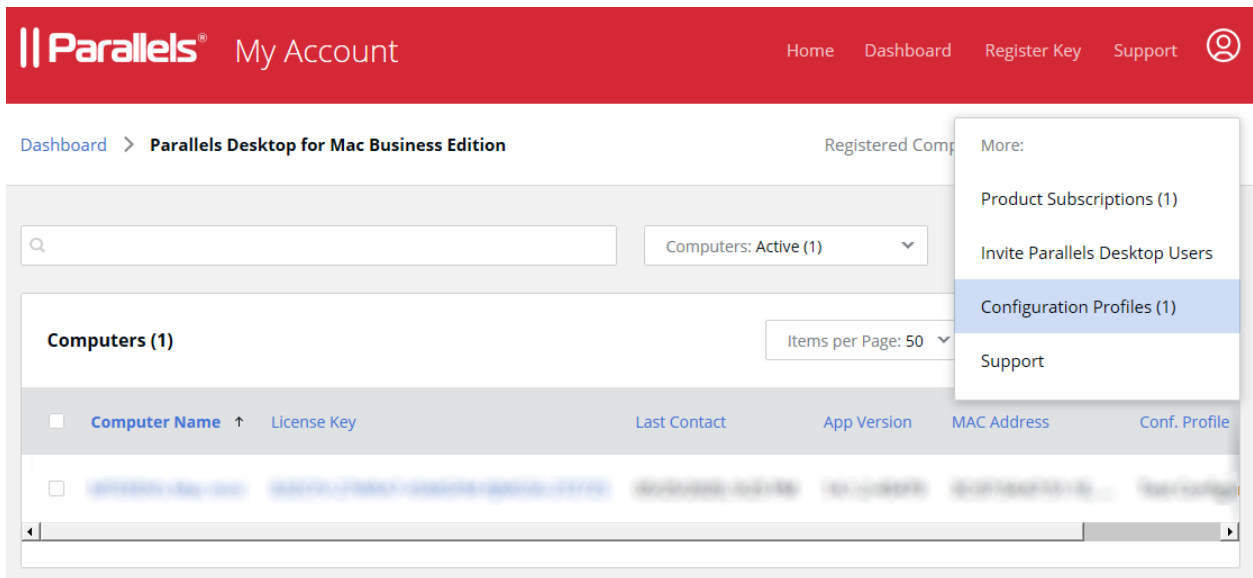 || Parallels® My Account Home Dashboard Register Key Support
Dashboard > Parallels Desktop for Mac Business Edition Registered Comp
More:
Product Subscriptions (1)
Invite Parallels Desktop Users
Configuration Profiles (1)
Support
Computers: Active (1)
Computers (1) Items per Page: 50
Computer Name ↑ License Key Last Contact App Version MAC Address Conf. Profile